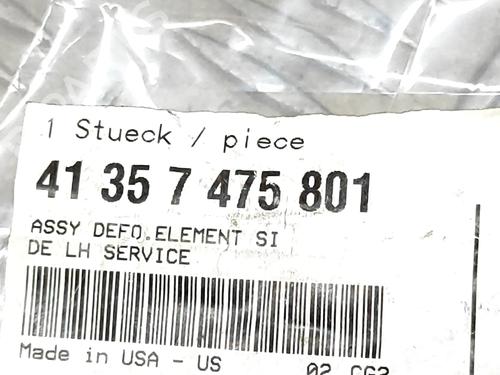 1 Stueck / piece
41 35 7 475 801
ASSY DEFO.ELEMENT SI
DE LH SERVICE
Made in USA - US 02